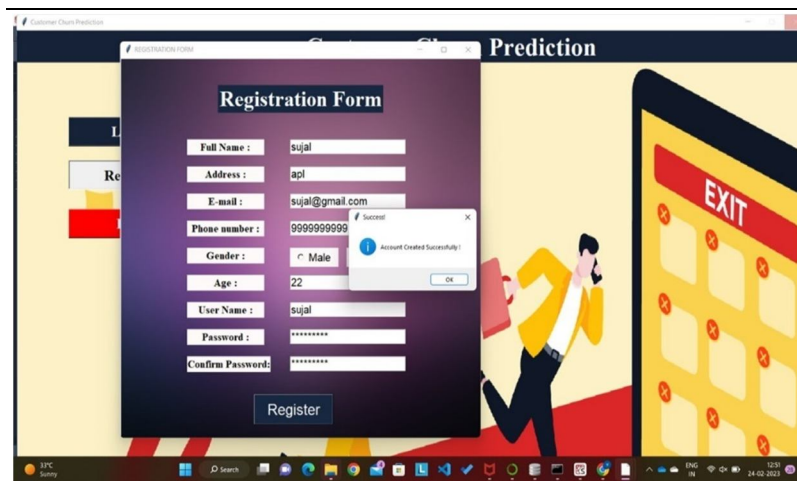 Customer Churn Prediction
Prediction
REGISTRATION FORM
Registration Form
L
Re
Full Name :
sujal
Address :
apl
E-mail :
sujal@gmail.com
Phone number :
9999999999
Gender :
Male
Age :
22
User Name :
sujal
Password :
*********
Confirm Password:
*********
Register
Success!
Account Created Successfully !
OK
EXIT
33°C
Sunny
Search
ENG
IN
12:51
24-02-2023